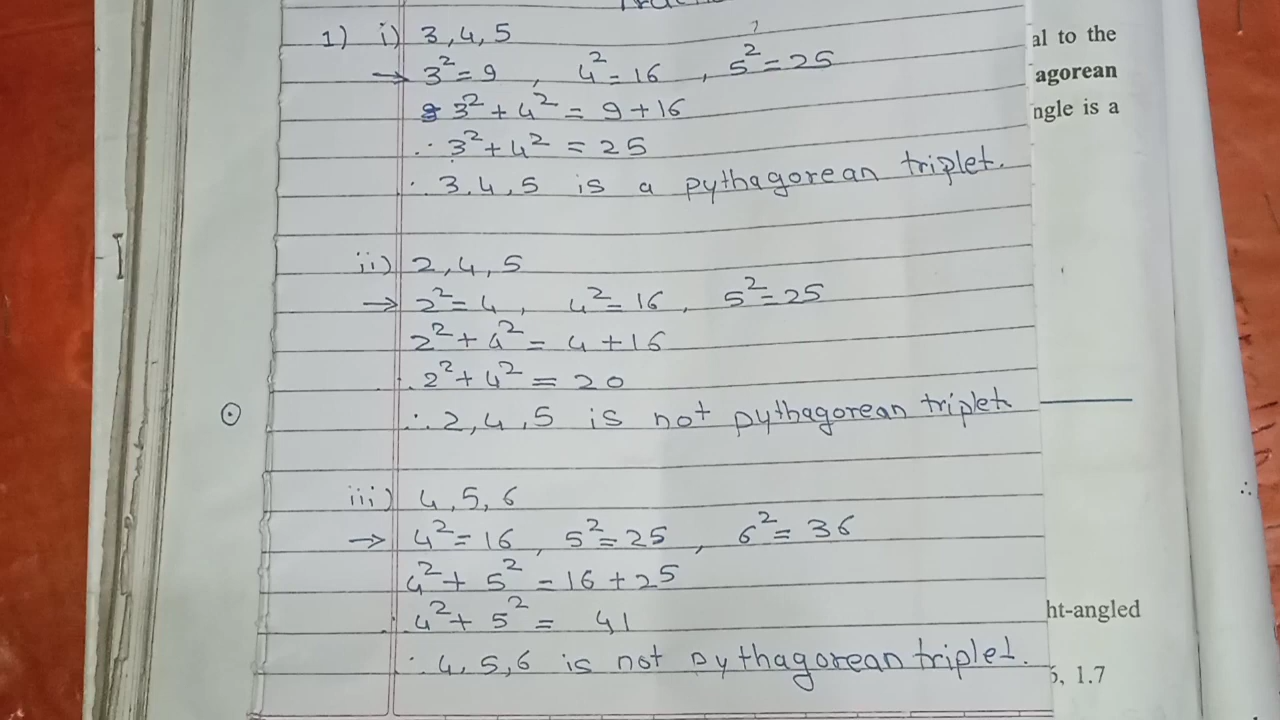 1) i) 3, 4, 5
→ 3² = 9 , 4² = 16 , 5² = 25
3² + 4² = 9 + 16
∴ 3² + 4² = 25
∴ 3, 4, 5 is a pythagorean triplet.
ii) 2, 4, 5
→ 2² = 4 , 4² = 16 , 5² = 25
2² + 4² = 4 + 16
∴ 2² + 4² = 20
∴ 2, 4, 5 is not pythagorean triplet
iii) 4, 5, 6
→ 4² = 16 , 5² = 25 , 6² = 36
4² + 5² = 16 + 25
∴ 4² + 5² = 41
∴ 4, 5, 6 is not pythagorean triplet.
al to the
agorean
ngle is a
∴
ht-angled
5, 1.7